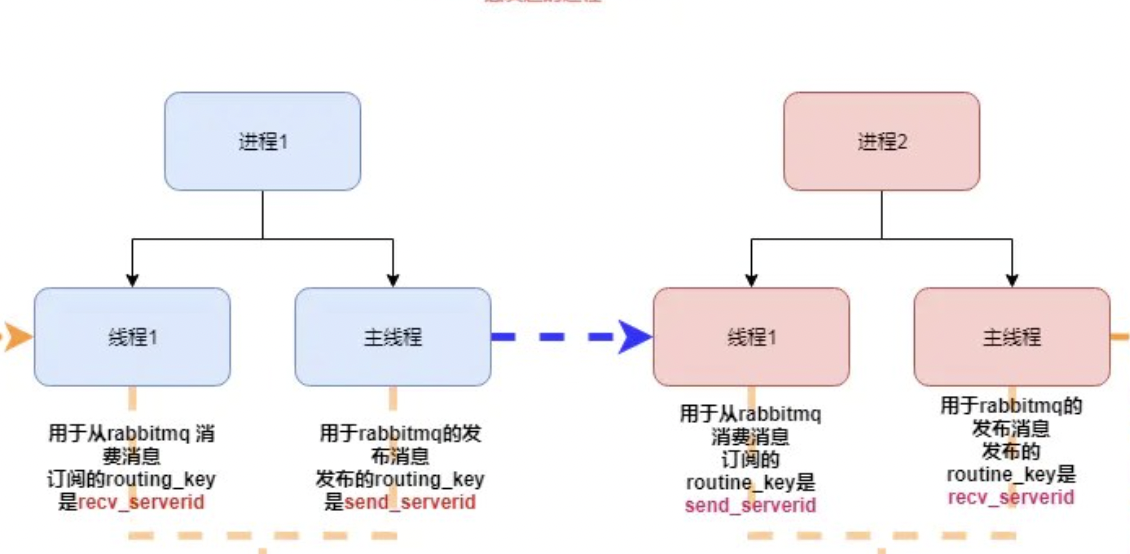 进程1
进程2
线程1
主线程
线程1
主线程
用于从rabbitmq 消
费消息
订阅的routing_key
是recv_serverid
用于rabbitmq的发
布消息
发布的routing_key
是send_serverid
用于从rabbitmq
消费消息
订阅的
routine_key是
send_serverid
用于rabbitmq的
发布消息
发布的
routine_key是
recv_serverid